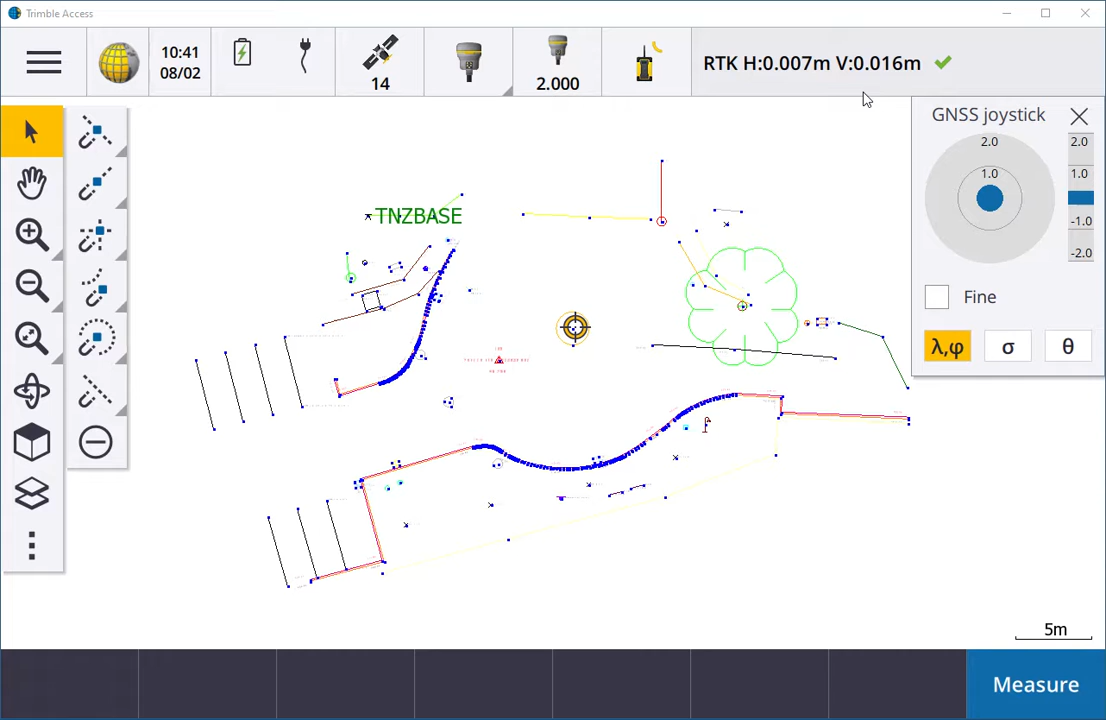 Trimble Access
10:41
08/02
14
2.000
RTK H:0.007m V:0.016m
GNSS joystick
2.0
1.0
2.0
1.0
-1.0
-2.0
Fine
λ,φ
σ
θ
TNZBASE
5m
Measure